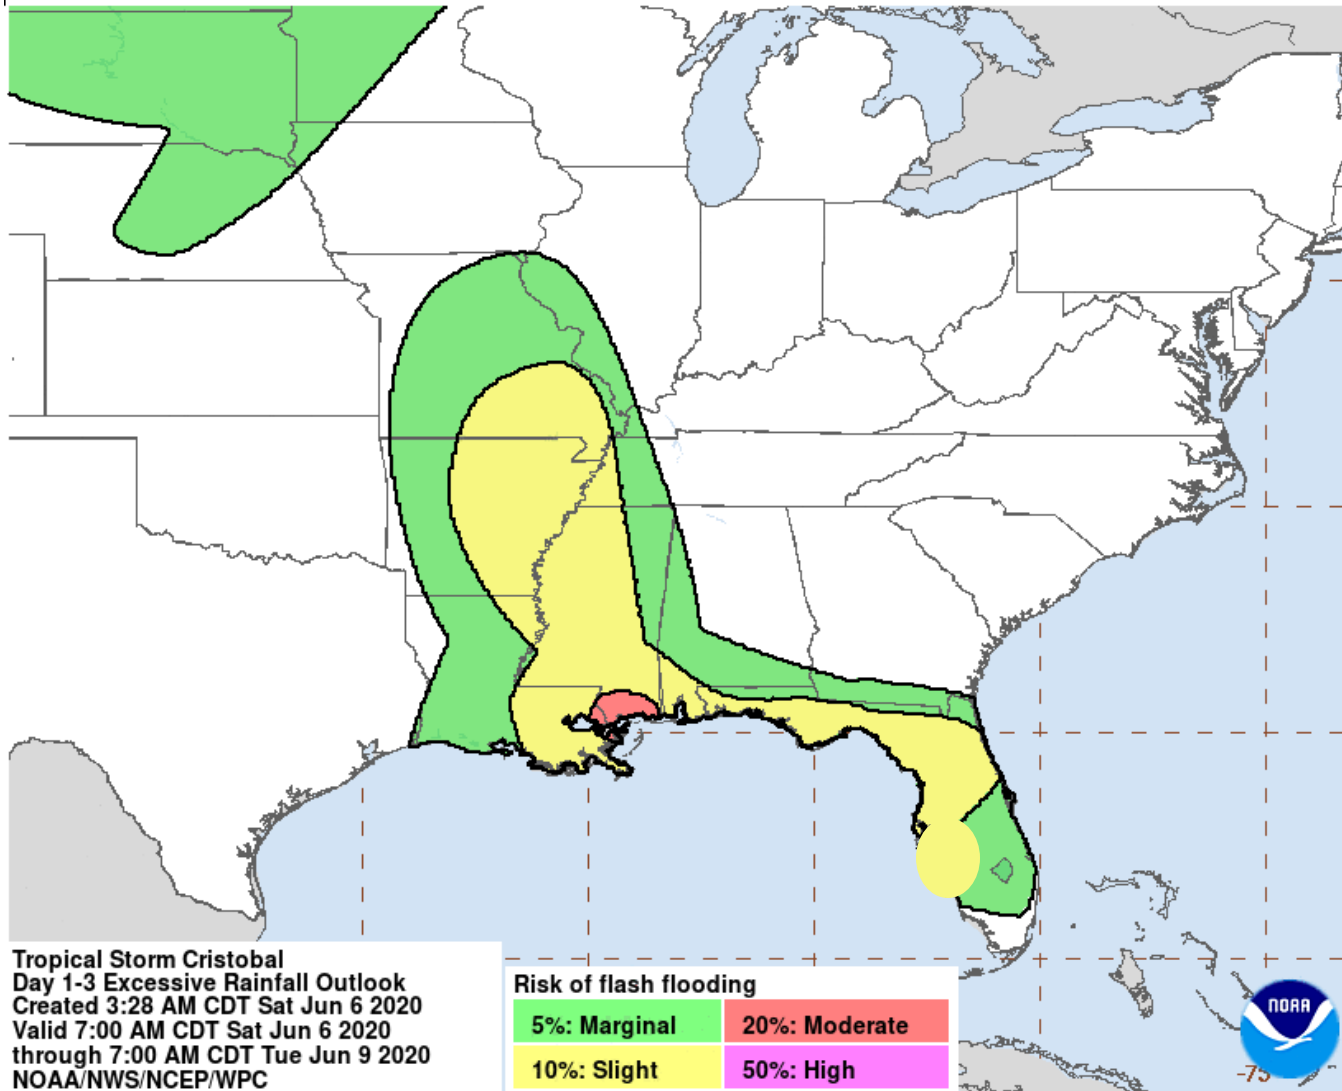 Tropical Storm Cristobal
Day 1-3 Excessive Rainfall Outlook
Created 3:28 AM CDT Sat Jun 6 2020
Valid 7:00 AM CDT Sat Jun 6 2020
through 7:00 AM CDT Tue Jun 9 2020
NOAA/NWS/NCEP/WPC
Risk of flash flooding
5%: Marginal
20%: Moderate
10%: Slight
50%: High
NOAA
-75